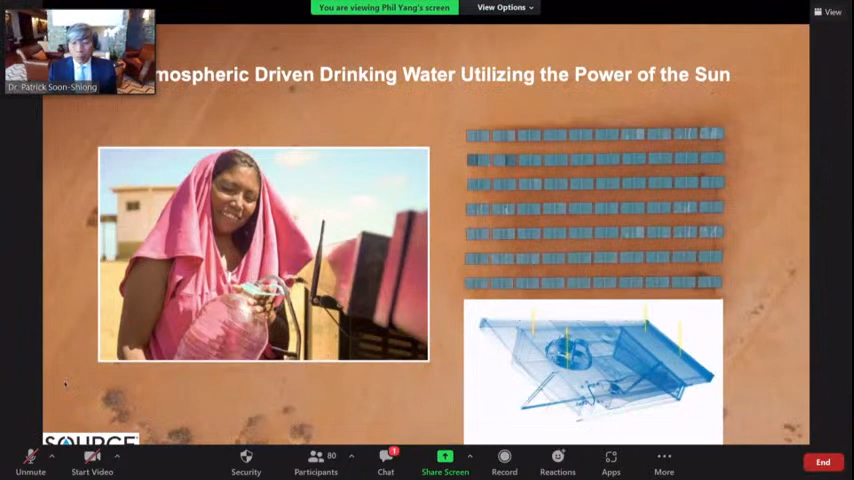 You are viewing Phil Yang's screen
View Options
View
Dr. Patrick Soon-Shiong
Driven Drinking Water Utilizing the Power of the Sun
SOURCE
Unmute
Start Video
Security
80
Participants
1
Chat
Share Screen
Record
Reactions
Apps
More
End